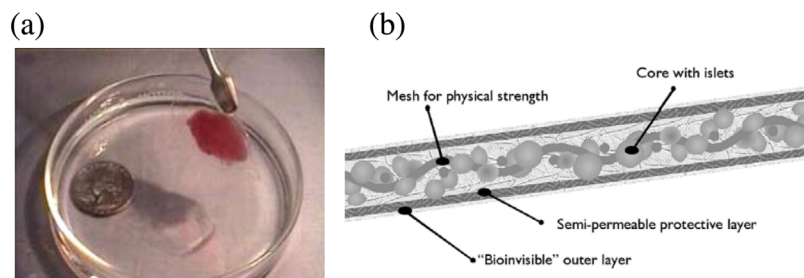 (a)
(b)
Core with islets
Mesh for physical strength
Semi-permeable protective layer
"Bioinvisible" outer layer